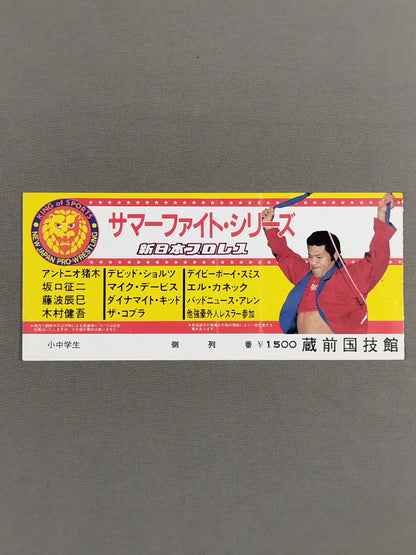 KING of SPORTS
NEW JAPAN PRO-WRESTLING
サマーファイト・シリーズ
新日本プロレス
アントニオ猪木
坂口征二
藤波辰巳
木村健吾
デビッド・ショルツ
マイク・デービス
ダイナマイト・キッド
ザ・コブラ
デイビーボーイ・スミス
エル・カネック
バッドニュース・アレン
他強豪外人レスラー参加
小中学生 側 列 番 ¥1500 蔵前国技館